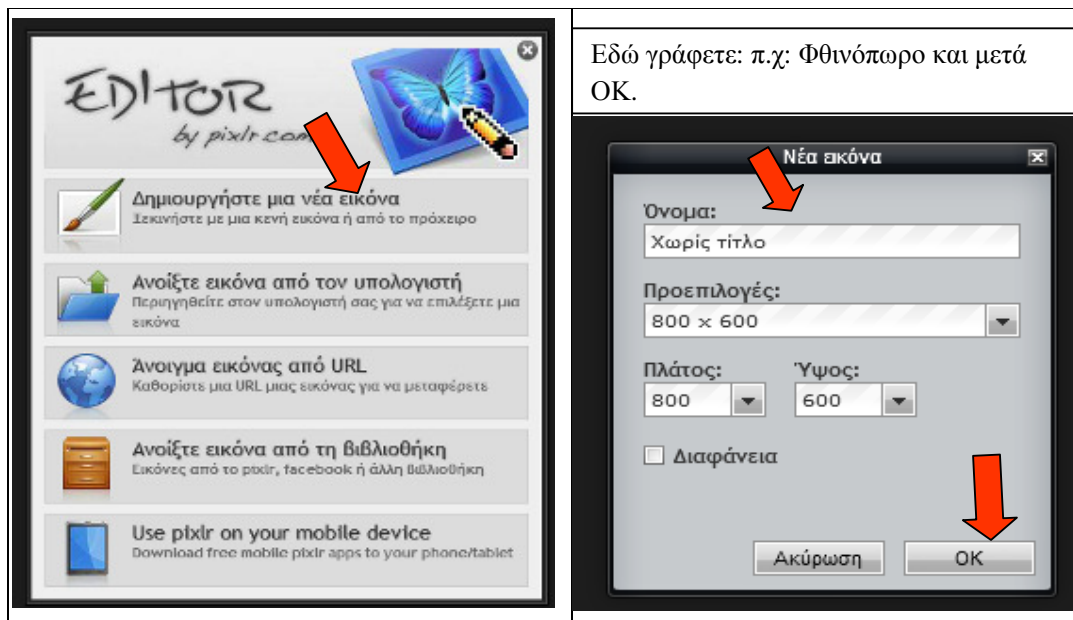 EDITOR
by pixlr.com
Δημιουργήστε μια νέα εικόνα
Ξεκινήστε με μια κενή εικόνα ή από το πρόχειρο
Ανοίξτε εικόνα από τον υπολογιστή
Περιηγηθείτε στον υπολογιστή σας για να επιλέξετε μια
εικόνα
Άνοιγμα εικόνας από URL
Καθορίστε μια URL μιας εικόνας για να μεταφέρετε
Ανοίξτε εικόνα από τη βιβλιοθήκη
Εικόνες από το pixlr, facebook ή άλλη βιβλιοθήκη
Use pixlr on your mobile device
Download free mobile pixlr apps to your phone/tablet
Εδώ γράφετε: π.χ: Φθινόπωρο και μετά
ΟΚ.
Νέα εικόνα
Όνομα:
Χωρίς τίτλο
Προεπιλογές:
800 x 600
Πλάτος: Ύψος:
800 600
Διαφάνεια
Ακύρωση OK